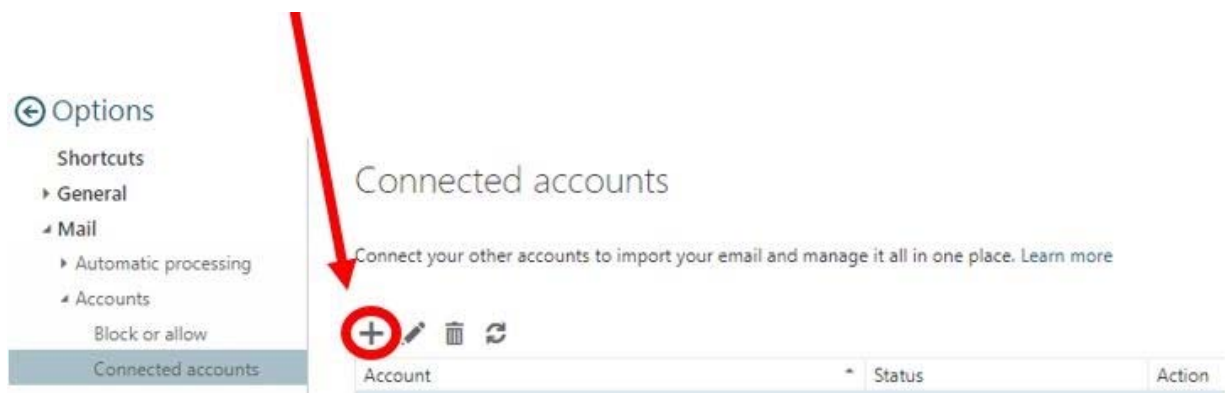 Options
Shortcuts
General
Mail
Automatic processing
Accounts
Block or allow
Connected accounts
Connected accounts
Connect your other accounts to import your email and manage it all in one place. Learn more
Account Status Action